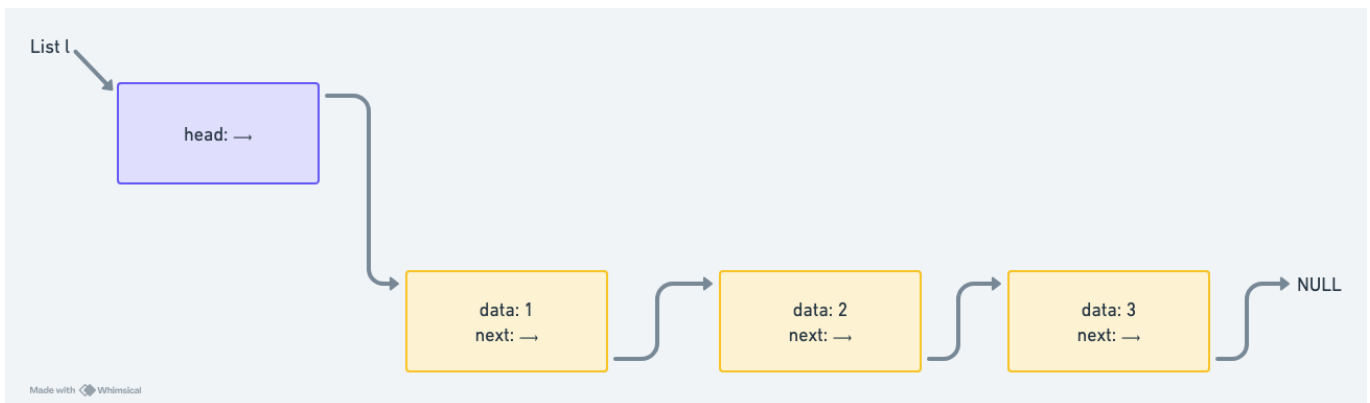 List l
head: →
data: 1
next: →
data: 2
next: →
data: 3
next: →
NULL
Made with Whimsical